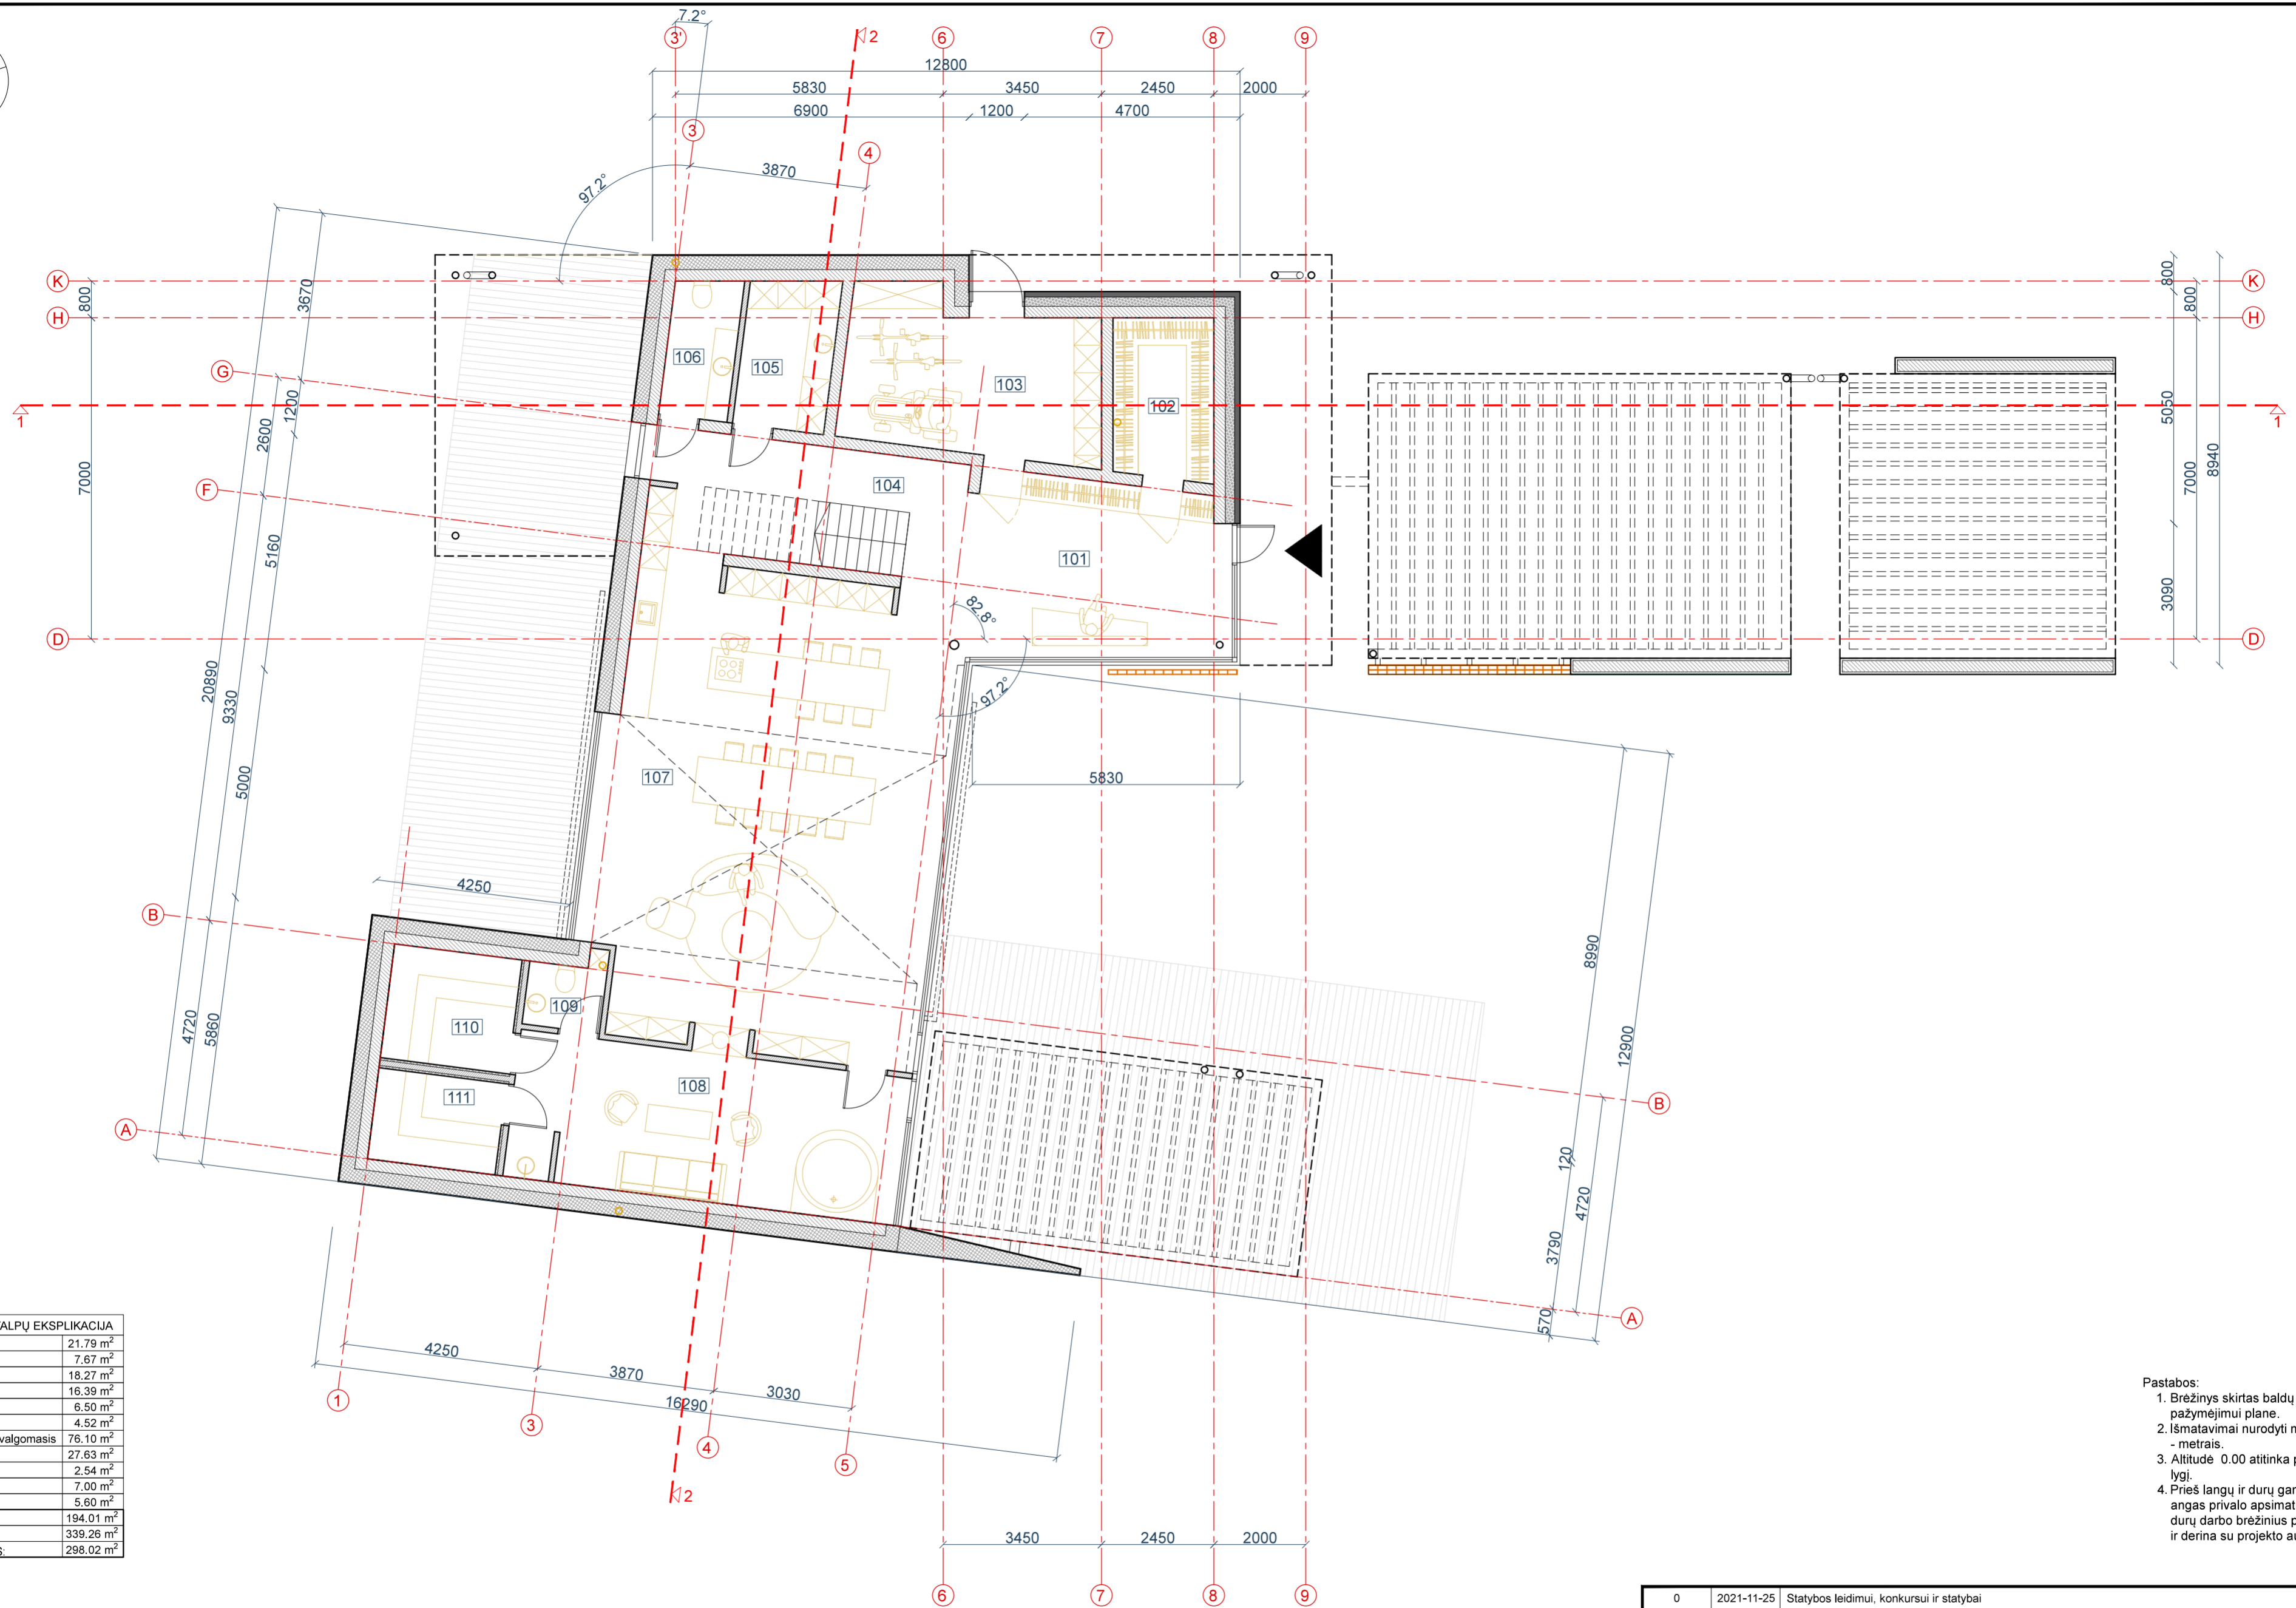 7.2°
3'
2
6
7
8
9
12800
5830
3450
2450
2000
6900
1200
4700
3
4
3870
97.2°
K
800
H
7000
G
F
D
3670
1200
2600
5160
20890
9330
5000
B
4720
5860
A
1
106
105
103
102
104
101
82.8°
97.2°
107
5830
4250
109
110
111
108
K
H
D
800
800
5050
7000
8940
3090
1
8990
12900
120
4720
3790
570
B
A
4250
3870
3030
16290
1
3
4
5
2
3450
2450
2000
6
7
8
9
EKSPLIKACIJA
21.79 m²
7.67 m²
18.27 m²
16.39 m²
6.50 m²
4.52 m²
valgomasis 76.10 m²
27.63 m²
2.54 m²
7.00 m²
5.60 m²
194.01 m²
339.26 m²
298.02 m²
Pastabos:
1. Brėžinys skirtas baldų
pažymėjimui plane.
2. Išmatavimai nurodyti
- metrais.
3. Altitudė 0.00 atitinka
lygį.
4. Prieš langų ir durų
angas privalo
durų darbo brėžinius
ir derina su projekto
0 2021-11-25 Statybos leidimui, konkursui ir statybai